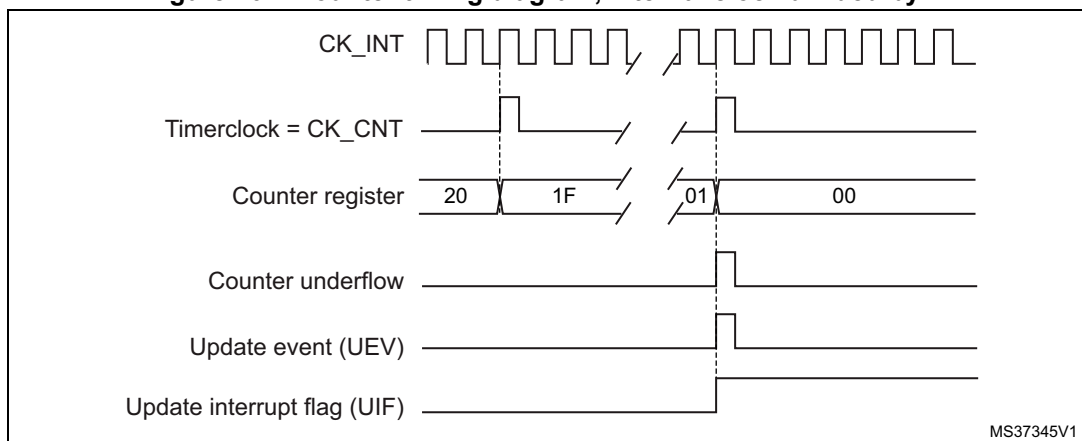 CK_INT
Timerclock = CK_CNT
Counter register 20 1F 01 00
Counter underflow
Update event (UEV)
Update interrupt flag (UIF)
MS37345V1